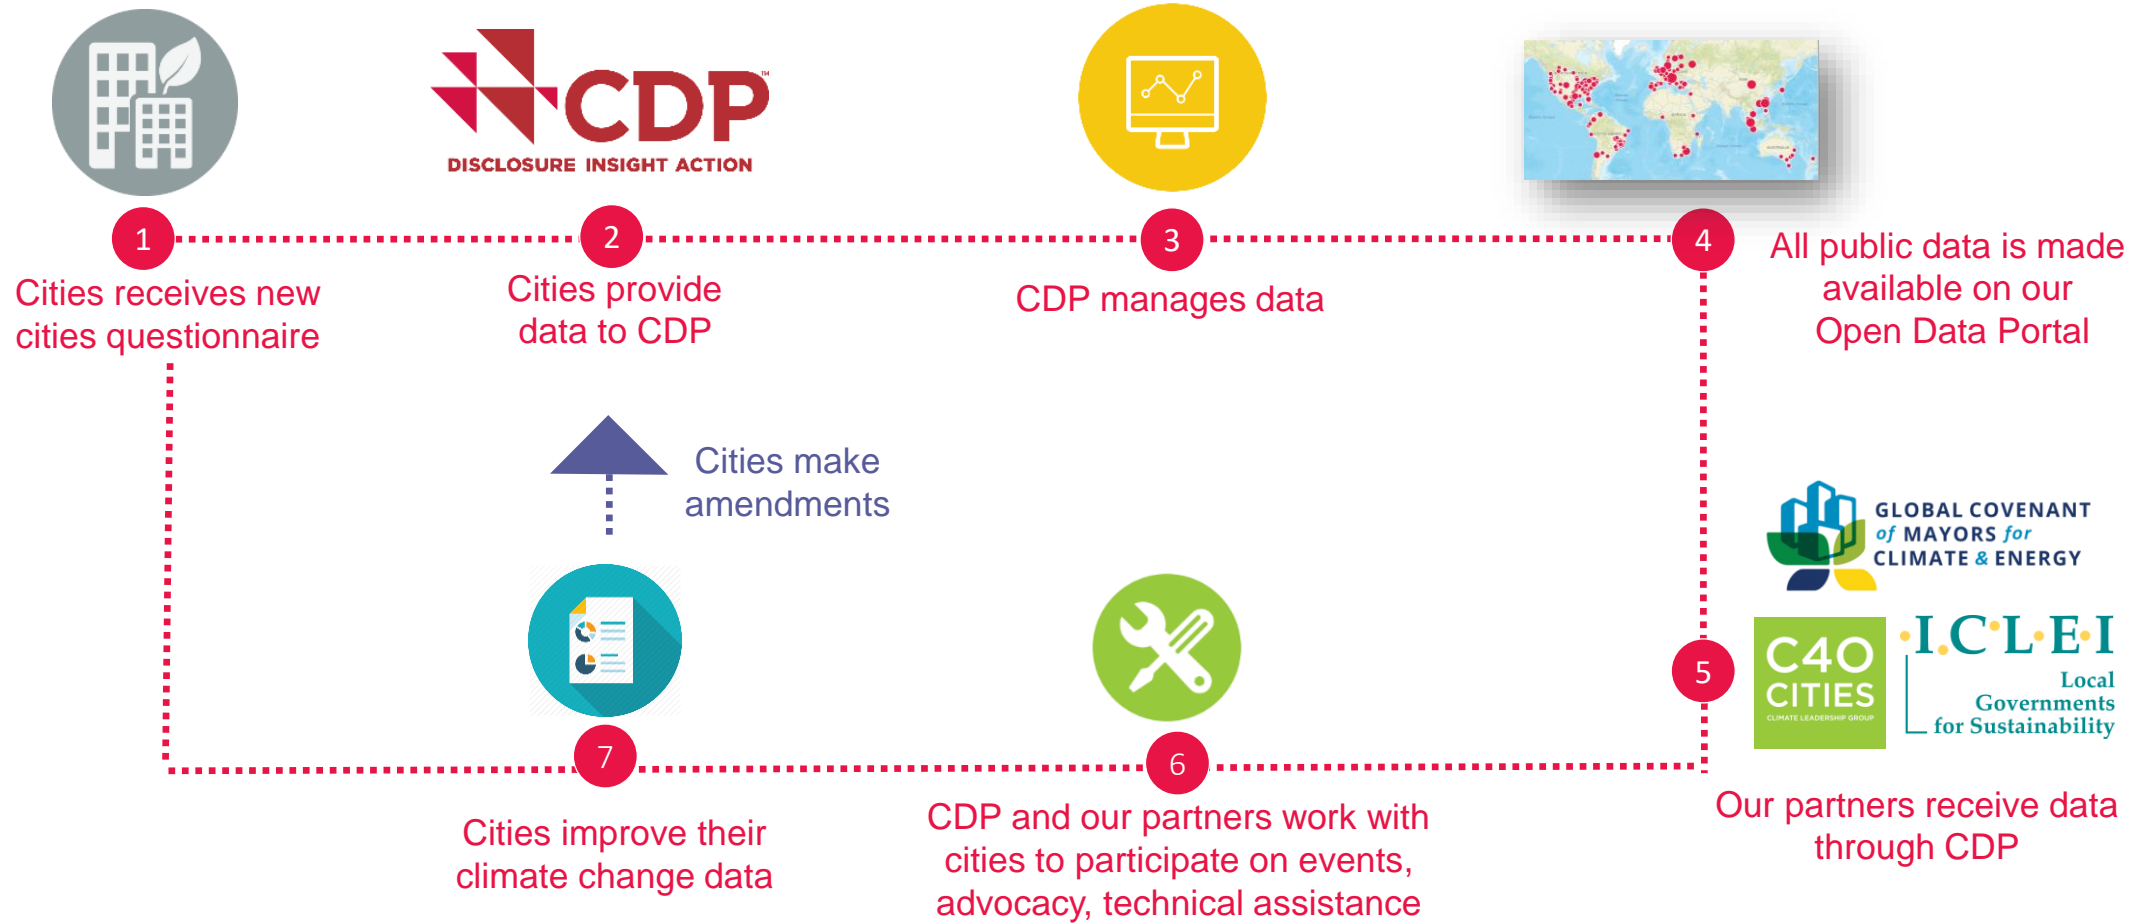 CDP™
DISCLOSURE INSIGHT ACTION
1
2
3
4
Cities receives new
cities questionnaire
Cities provide
data to CDP
CDP manages data
All public data is made
available on our
Open Data Portal
Cities make
amendments
GLOBAL COVENANT
of MAYORS for
CLIMATE & ENERGY
5
C40
CITIES
CLIMATE LEADERSHIP GROUP
I.C.L.E.I
Local
Governments
for Sustainability
7
6
Cities improve their
climate change data
CDP and our partners work with
cities to participate on events,
advocacy, technical assistance
Our partners receive data
through CDP